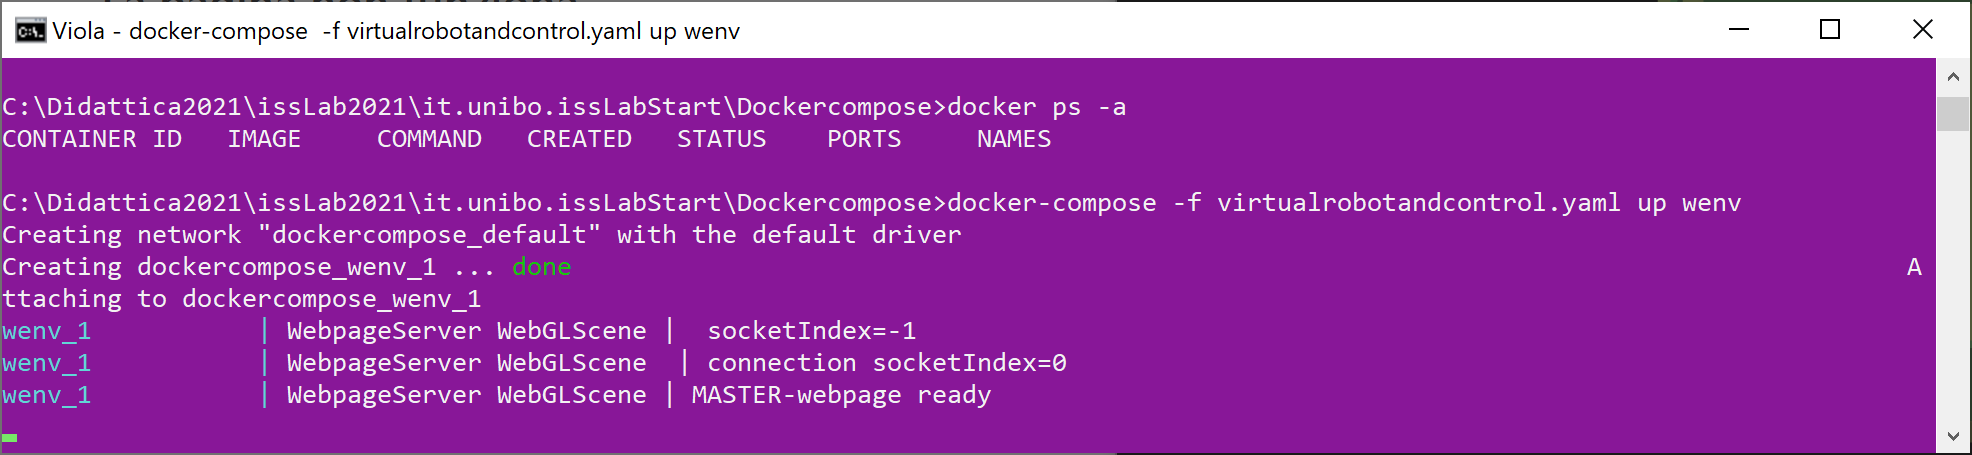 Viola - docker-compose  -f virtualrobotandcontrol.yaml up wenv
C:\Didattica2021\issLab2021\it.unibo.issLabStart\Dockercompose>docker ps -a
CONTAINER ID   IMAGE     COMMAND   CREATED   STATUS    PORTS     NAMES
C:\Didattica2021\issLab2021\it.unibo.issLabStart\Dockercompose>docker-compose -f virtualrobotandcontrol.yaml up wenv
Creating network "dockercompose_default" with the default driver
Creating dockercompose_wenv_1 ... done A
ttaching to dockercompose_wenv_1
wenv_1           | WebpageServer WebGLScene |  socketIndex=-1
wenv_1           | WebpageServer WebGLScene  | connection socketIndex=0
wenv_1           | WebpageServer WebGLScene | MASTER-webpage ready